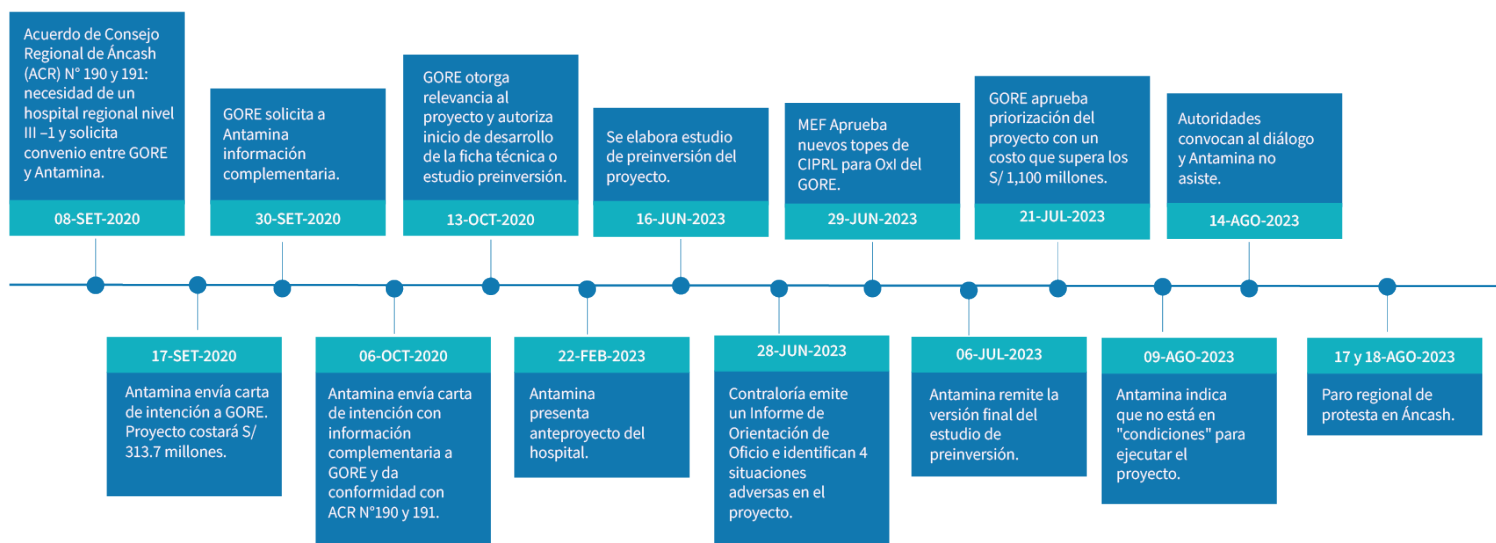 Acuerdo de Consejo
Regional de Áncash
(ACR) N° 190 y 191:
necesidad de un
hospital regional nivel
III –1 y solicita
convenio entre GORE
y Antamina.
08-SET-2020
GORE solicita a
Antamina
información
complementaria.
30-SET-2020
GORE otorga
relevancia al
proyecto y autoriza
inicio de desarrollo
de la ficha técnica o
estudio preinversión.
13-OCT-2020
Se elabora estudio
de preinversión del
proyecto.
16-JUN-2023
MEF Aprueba
nuevos topes de
CIPRL para OxI del
GORE.
29-JUN-2023
GORE aprueba
priorización del
proyecto con un
costo que supera los
S/ 1,100 millones.
21-JUL-2023
Autoridades
convocan al diálogo
y Antamina no
asiste.
14-AGO-2023
17-SET-2020
Antamina envía carta
de intención a GORE.
Proyecto costará S/
313.7 millones.
06-OCT-2020
Antamina envía carta
de intención con
información
complementaria a
GORE y da
conformidad con
ACR N°190 y 191.
22-FEB-2023
Antamina
presenta
anteproyecto del
hospital.
28-JUN-2023
Contraloría emite
un Informe de
Orientación de
Oficio e identifican 4
situaciones
adversas en el
proyecto.
06-JUL-2023
Antamina remite la
versión final del
estudio de
preinversión.
09-AGO-2023
Antamina indica
que no está en
"condiciones" para
ejecutar el
proyecto.
17 y 18-AGO-2023
Paro regional de
protesta en Áncash.